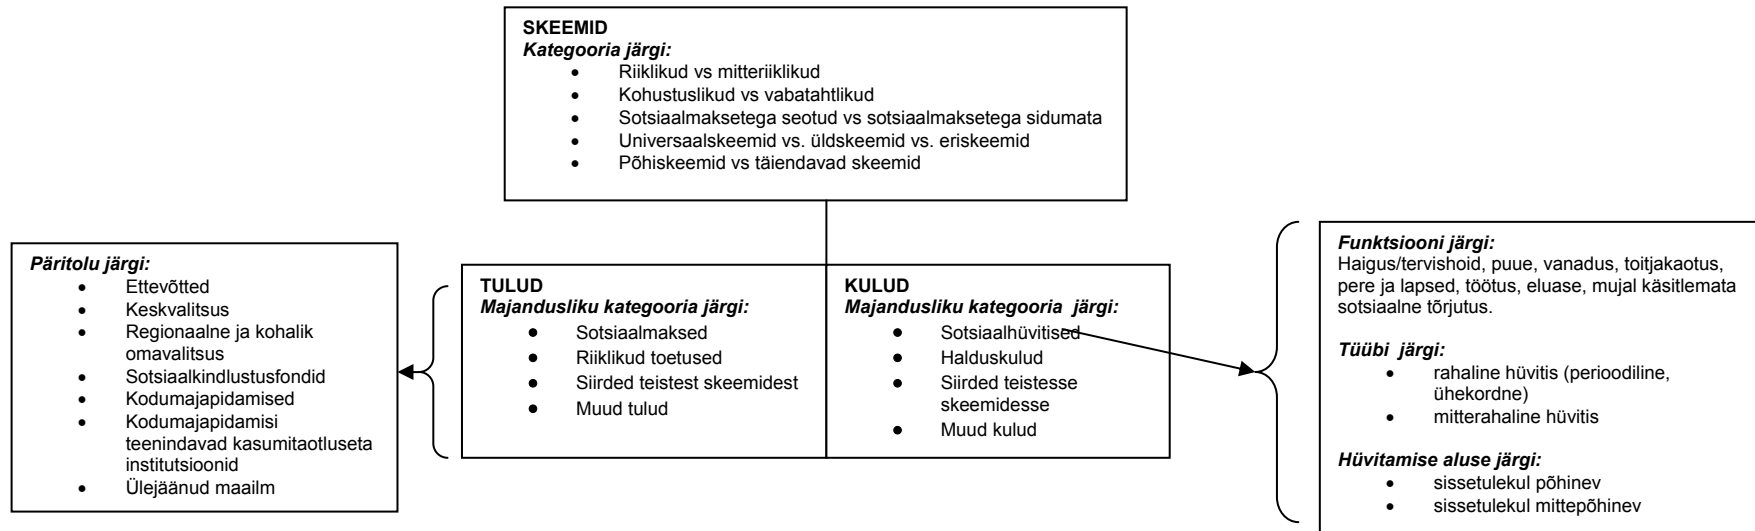 SKEEMID
Kategooria järgi:
• Riiklikud vs mitteriiklikud
• Kohustuslikud vs vabatahtlikud
• Sotsiaalmaksetega seotud vs sotsiaalmaksetega sidumata
• Universaalskeemid vs. üldskeemid vs. eriskeemid
• Põhiskeemid vs täiendavad skeemid
Päritolu järgi:
• Ettevõtted
• Keskvalitsus
• Regionaalne ja kohalik
omavalitsus
• Sotsiaalkindlustusfondid
• Kodumajapidamised
• Kodumajapidamisi
teenindavad kasumitaotluseta
institutsioonid
• Ülejäänud maailm
TULUD
Majandusliku kategooria järgi:
• Sotsiaalmaksed
• Riiklikud toetused
• Siirded teistest skeemidest
• Muud tulud
KULUD
Majandusliku kategooria järgi:
• Sotsiaalhüvitised
• Halduskulud
• Siirded teistesse
skeemidesse
• Muud kulud
Funktsiooni järgi:
Haigus/tervishoid, puue, vanadus, toitjakaotus,
pere ja lapsed, töötus, eluase, mujal käsitlemata
sotsiaalne tõrjutus.
Tüübi järgi:
• rahaline hüvitis (perioodiline,
ühekordne)
• mitterahaline hüvitis
Hüvitamise aluse järgi:
• sissetulekul põhinev
• sissetulekul mittepõhinev